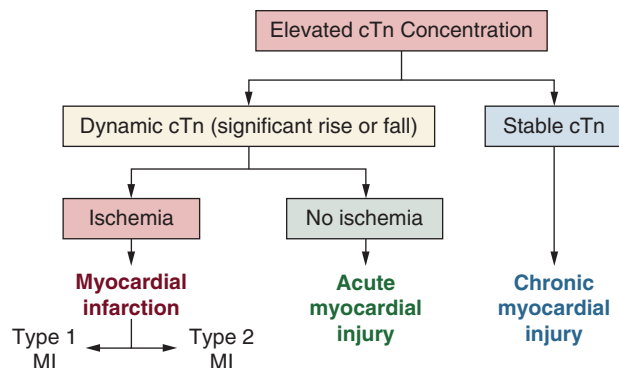 Elevated cTn Concentration
Dynamic cTn (significant rise or fall)
Stable cTn
Ischemia
No ischemia
Myocardial
infarction
Acute
myocardial
injury
Chronic
myocardial
injury
Type 1
MI
Type 2
MI